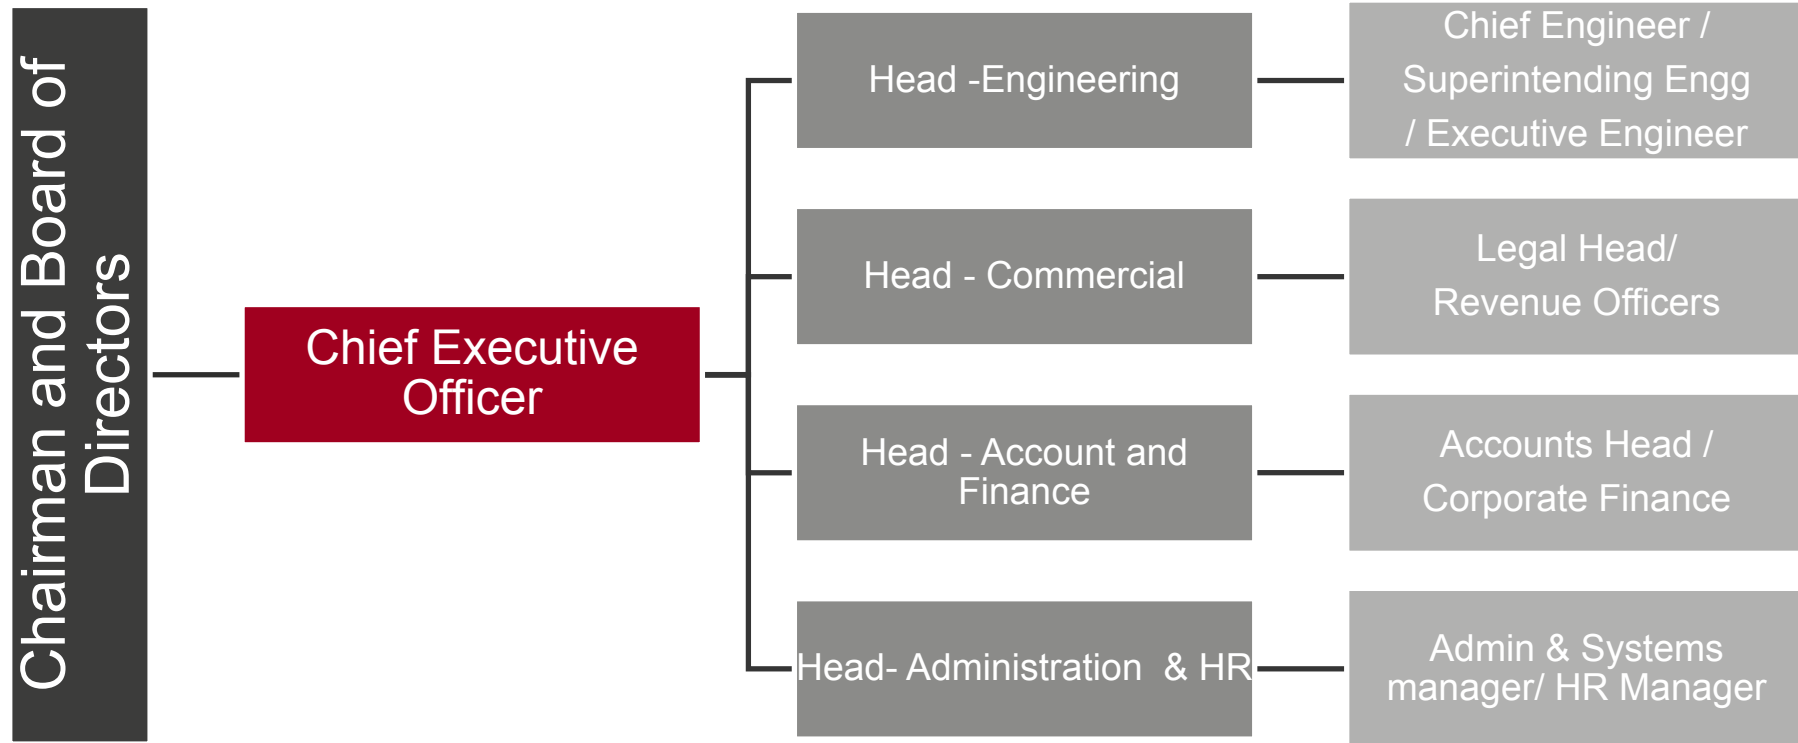 Chairman and Board of
Directors
Chief Executive
Officer
Head -Engineering
Chief Engineer /
Superintending Engg
/ Executive Engineer
Head - Commercial
Legal Head/
Revenue Officers
Head - Account and
Finance
Accounts Head /
Corporate Finance
Head- Administration  & HR
Admin & Systems
manager/ HR Manager